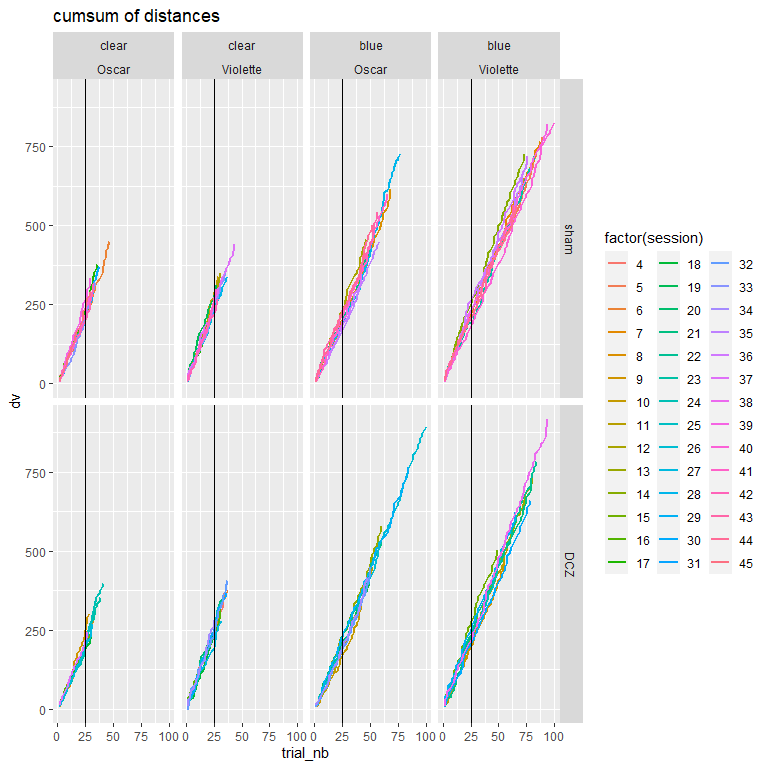 cumsum of distances
clear clear blue blue
Oscar Violette Oscar Violette
dv
750
500
250
0
sham
750
500
250
0
DCZ
0 25 50 75 100 0 25 50 75 100 0 25 50 75 100 0 25 50 75 100
trial_nb
factor(session)
4 18 32
5 19 33
6 20 34
7 21 35
8 22 36
9 23 37
10 24 38
11 25 39
12 26 40
13 27 41
14 28 42
15 29 43
16 30 44
17 31 45